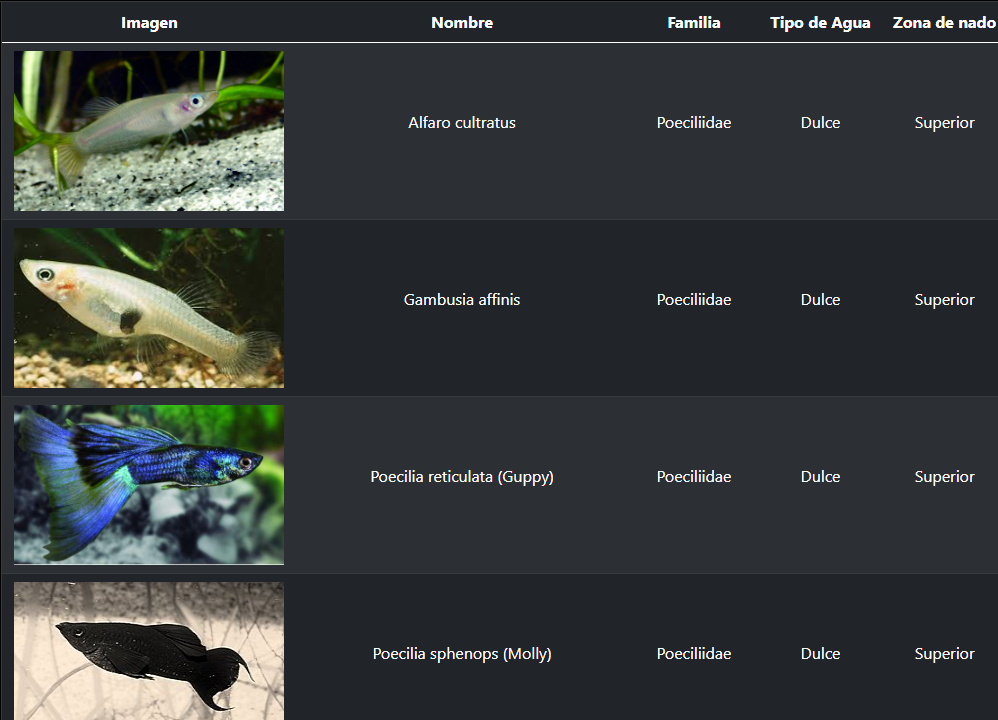 Imagen Nombre Familia Tipo de Agua Zona de nado
Alfaro cultratus Poeciliidae Dulce Superior
Gambusia affinis Poeciliidae Dulce Superior
Poecilia reticulata (Guppy) Poeciliidae Dulce Superior
Poecilia sphenops (Molly) Poeciliidae Dulce Superior